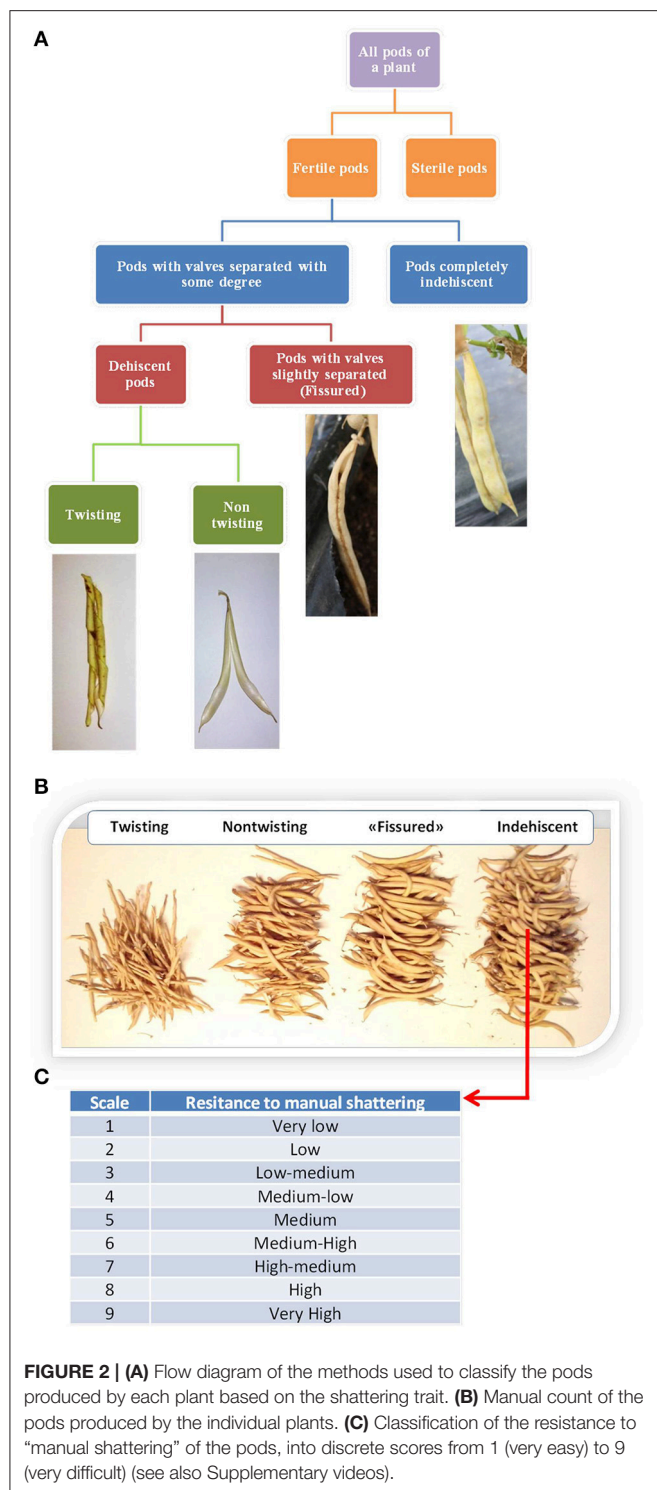 A
All pods of
a plant
Fertile pods
Sterile pods
Pods with valves separated with
some degree
Pods completely
indehiscent
Dehiscent
pods
Pods with valves
slightly separated
(Fissured)
Twisting
Non
twisting
B
Twisting
Nontwisting
«Fissured»
Indehiscent
C
Scale Resitance to manual shattering
1 Very low
2 Low
3 Low-medium
4 Medium-low
5 Medium
6 Medium-High
7 High-medium
8 High
9 Very High
FIGURE 2 | (A) Flow diagram of the methods used to classify the pods
produced by each plant based on the shattering trait. (B) Manual count of the
pods produced by the individual plants. (C) Classification of the resistance to
“manual shattering” of the pods, into discrete scores from 1 (very easy) to 9
(very difficult) (see also Supplementary videos).